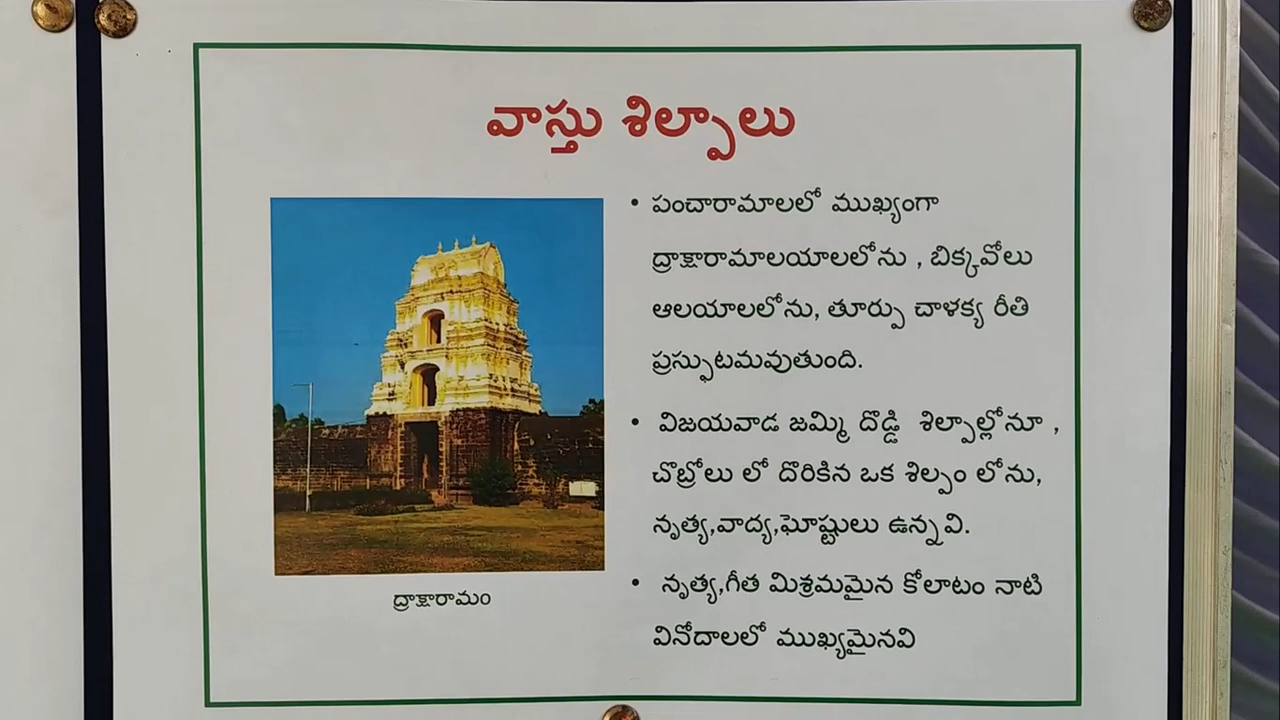 వాస్తు శిల్పాలు
• పంచారామాలలో ముఖ్యంగా
ద్రాక్షారామాలయాలలోను , బిక్కవోలు
ఆలయాలలోను, తూర్పు చాళక్య రీతి
ప్రస్ఫుటమవుతుంది.
• విజయవాడ జమ్మి దొడ్డి శిల్పాల్లోనూ ,
చొబ్రోలు లో దొరికిన ఒక శిల్పం లోను,
నృత్య,వాద్య,ఘోష్టులు ఉన్నవి.
• నృత్య,గీత మిశ్రమమైన కోలాటం నాటి
వినోదాలలో ముఖ్యమైనవి
ద్రాక్షారామం